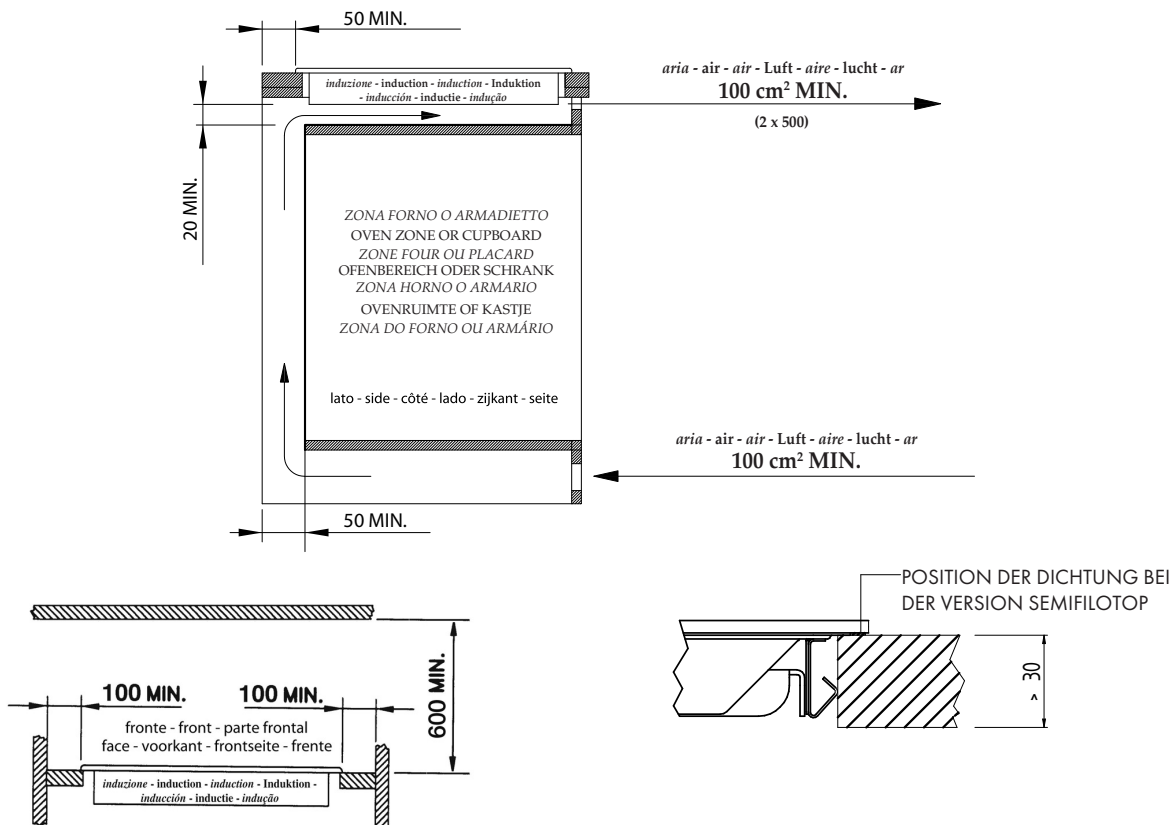 50 MIN.
induzione - induction - induction - Induktion
- inducción - inductie - indução
aria - air - air - Luft - aire - lucht - ar
100 cm² MIN.
(2 x 500)
20 MIN.
ZONA FORNO O ARMADIETTO
OVEN ZONE OR CUPBOARD
ZONE FOUR OU PLACARD
OFENBEREICH ODER SCHRANK
ZONA HORNO O ARMARIO
OVENRUIMTE OF KASTJE
ZONA DO FORNO OU ARMÁRIO
lato - side - côté - lado - zijkant - seite
aria - air - air - Luft - aire - lucht - ar
100 cm² MIN.
50 MIN.
POSITION DER DICHTUNG BEI
DER VERSION SEMIFILOTOP
> 30
100 MIN.
100 MIN.
600 MIN.
fronte - front - parte frontal
face - voorkant - frontseite - frente
induzione - induction - induction - Induktion -
inducción - inductie - indução